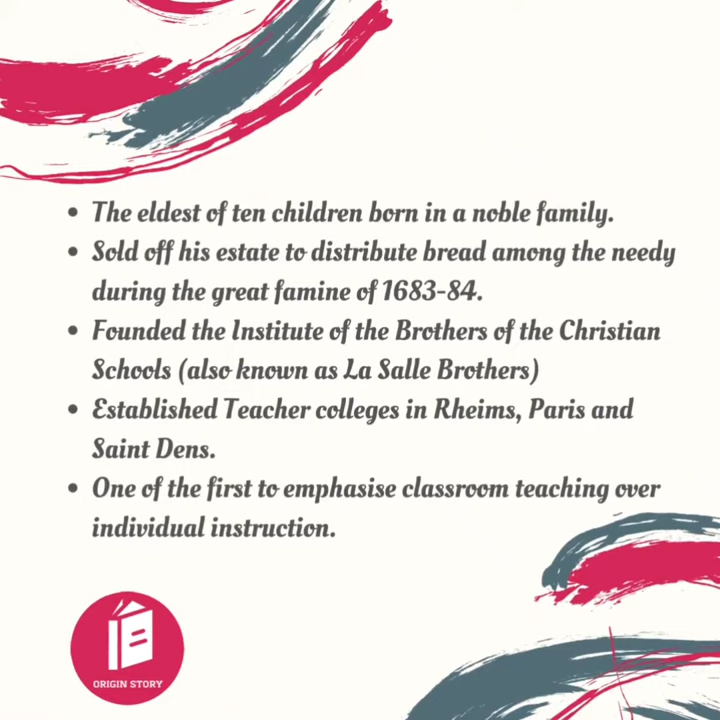 • The eldest of ten children born in a noble family.
• Sold off his estate to distribute bread among the needy
during the great famine of 1683-84.
• Founded the Institute of the Brothers of the Christian
Schools (also known as La Salle Brothers)
• Established Teacher colleges in Rheims, Paris and
Saint Dens.
• One of the first to emphasise classroom teaching over
individual instruction.
ORIGIN STORY